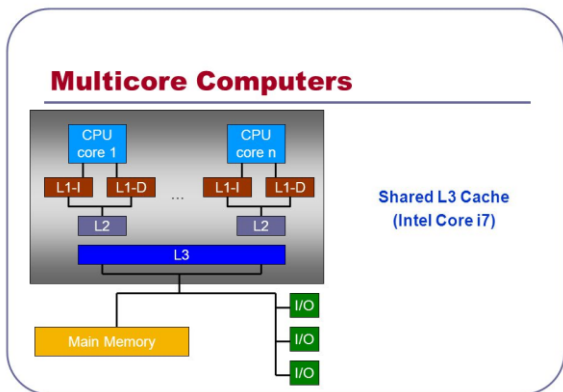 Multicore Computers
CPU
core 1
CPU
core n
L1-I
L1-D
...
L1-I
L1-D
L2
L2
L3
Shared L3 Cache
(Intel Core i7)
Main Memory
I/O
I/O
I/O